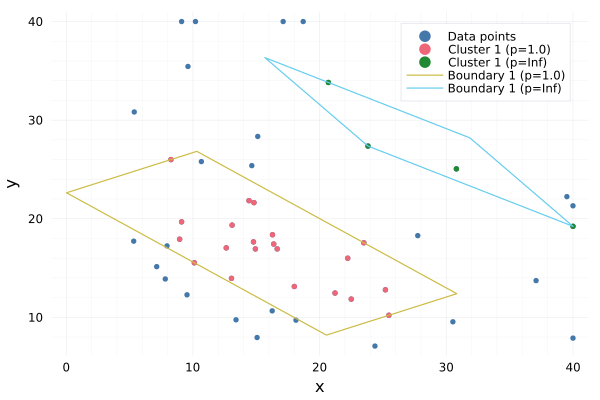 40
30
20
10
y
0
10
20
30
40
x
Data points
Cluster 1 (p=1.0)
Cluster 1 (p=Inf)
Boundary 1 (p=1.0)
Boundary 1 (p=Inf)